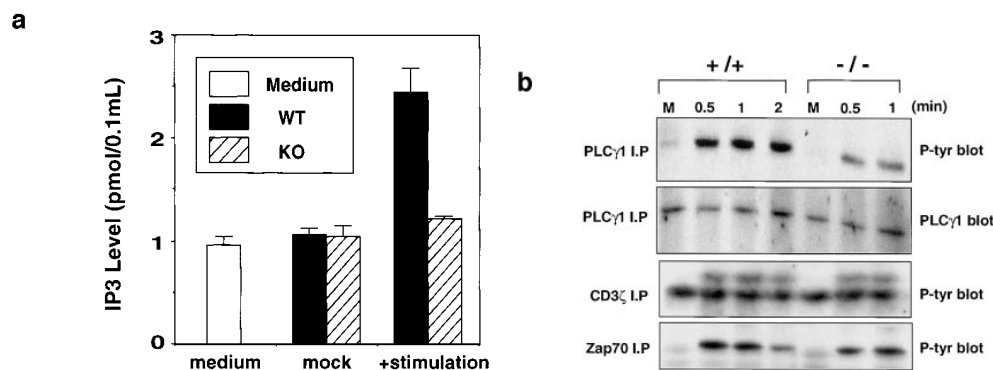 a
3
2
1
0
IP3 Level (pmol/0.1mL)
Medium
WT
KO
medium
mock
+stimulation
b
+/+
-/-
M 0.5 1 2 M 0.5 1 (min)
PLCγ1 I.P P-tyr blot
PLCγ1 I.P PLCγ1 blot
CD3ζ I.P P-tyr blot
Zap70 I.P P-tyr blot